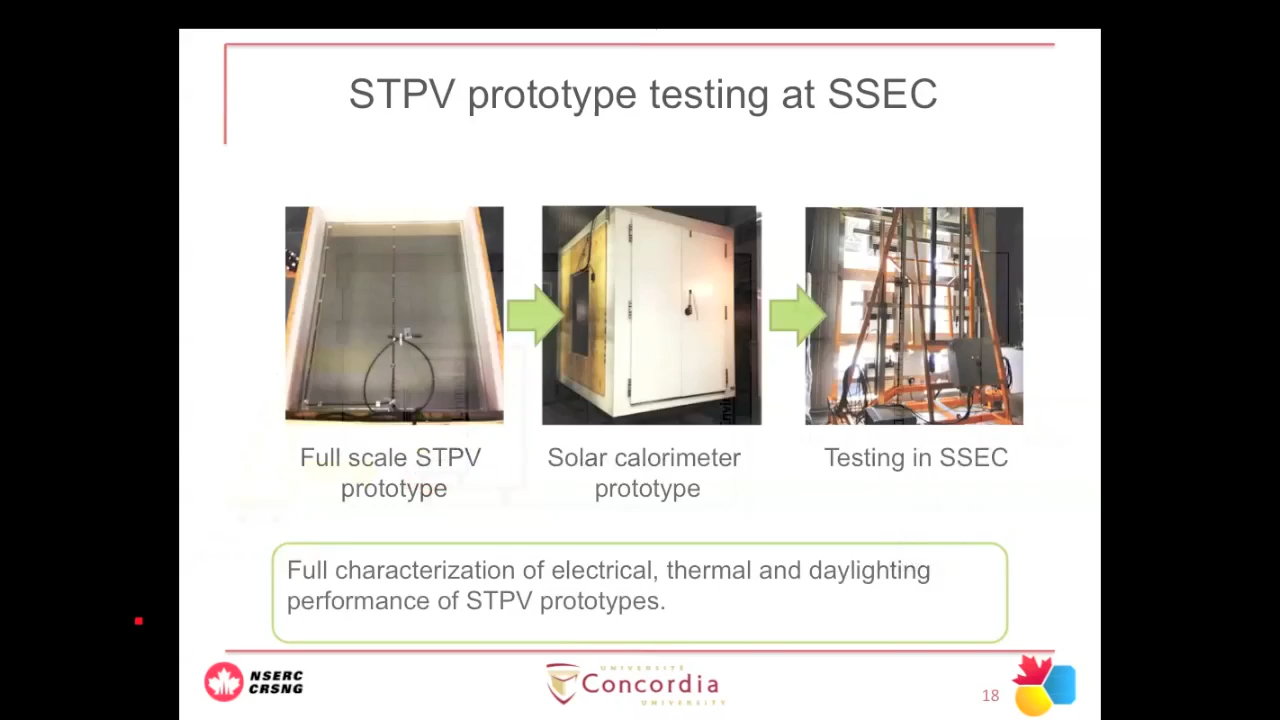 STPV prototype testing at SSEC
Full scale STPV
prototype
Solar calorimeter
prototype
Testing in SSEC
Full characterization of electrical, thermal and daylighting
performance of STPV prototypes.
NSERC
CRSNG
UNIVERSITÉ
Concordia
UNIVERSITY
18